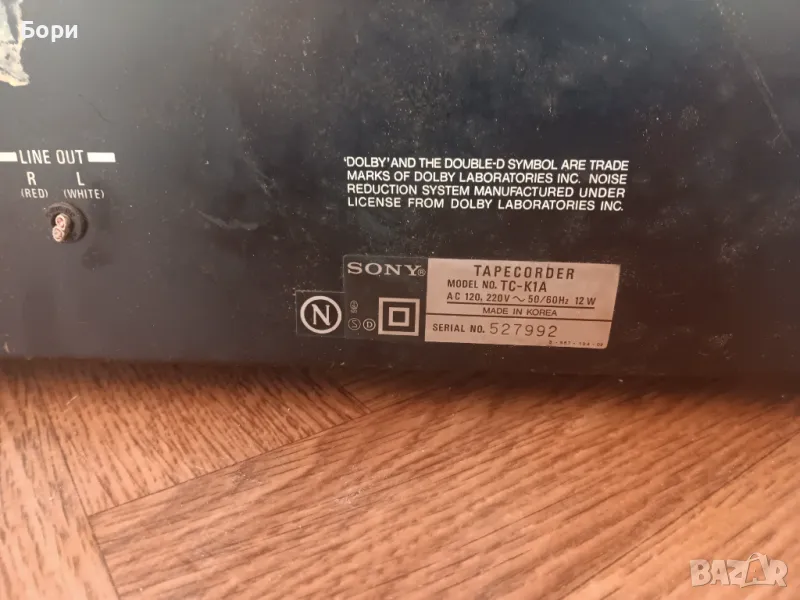 Бори
LINE OUT
R L
(RED) (WHITE)
'DOLBY' AND THE DOUBLE-D SYMBOL ARE TRADE
MARKS OF DOLBY LABORATORIES INC. NOISE
REDUCTION SYSTEM MANUFACTURED UNDER
LICENSE FROM DOLBY LABORATORIES INC.
SONY®
TAPECORDER
MODEL NO. TC-K1A
AC 120, 220V ~ 50/60Hz 12 W
MADE IN KOREA
SERIAL NO. 527992
N
S D
BAZAR